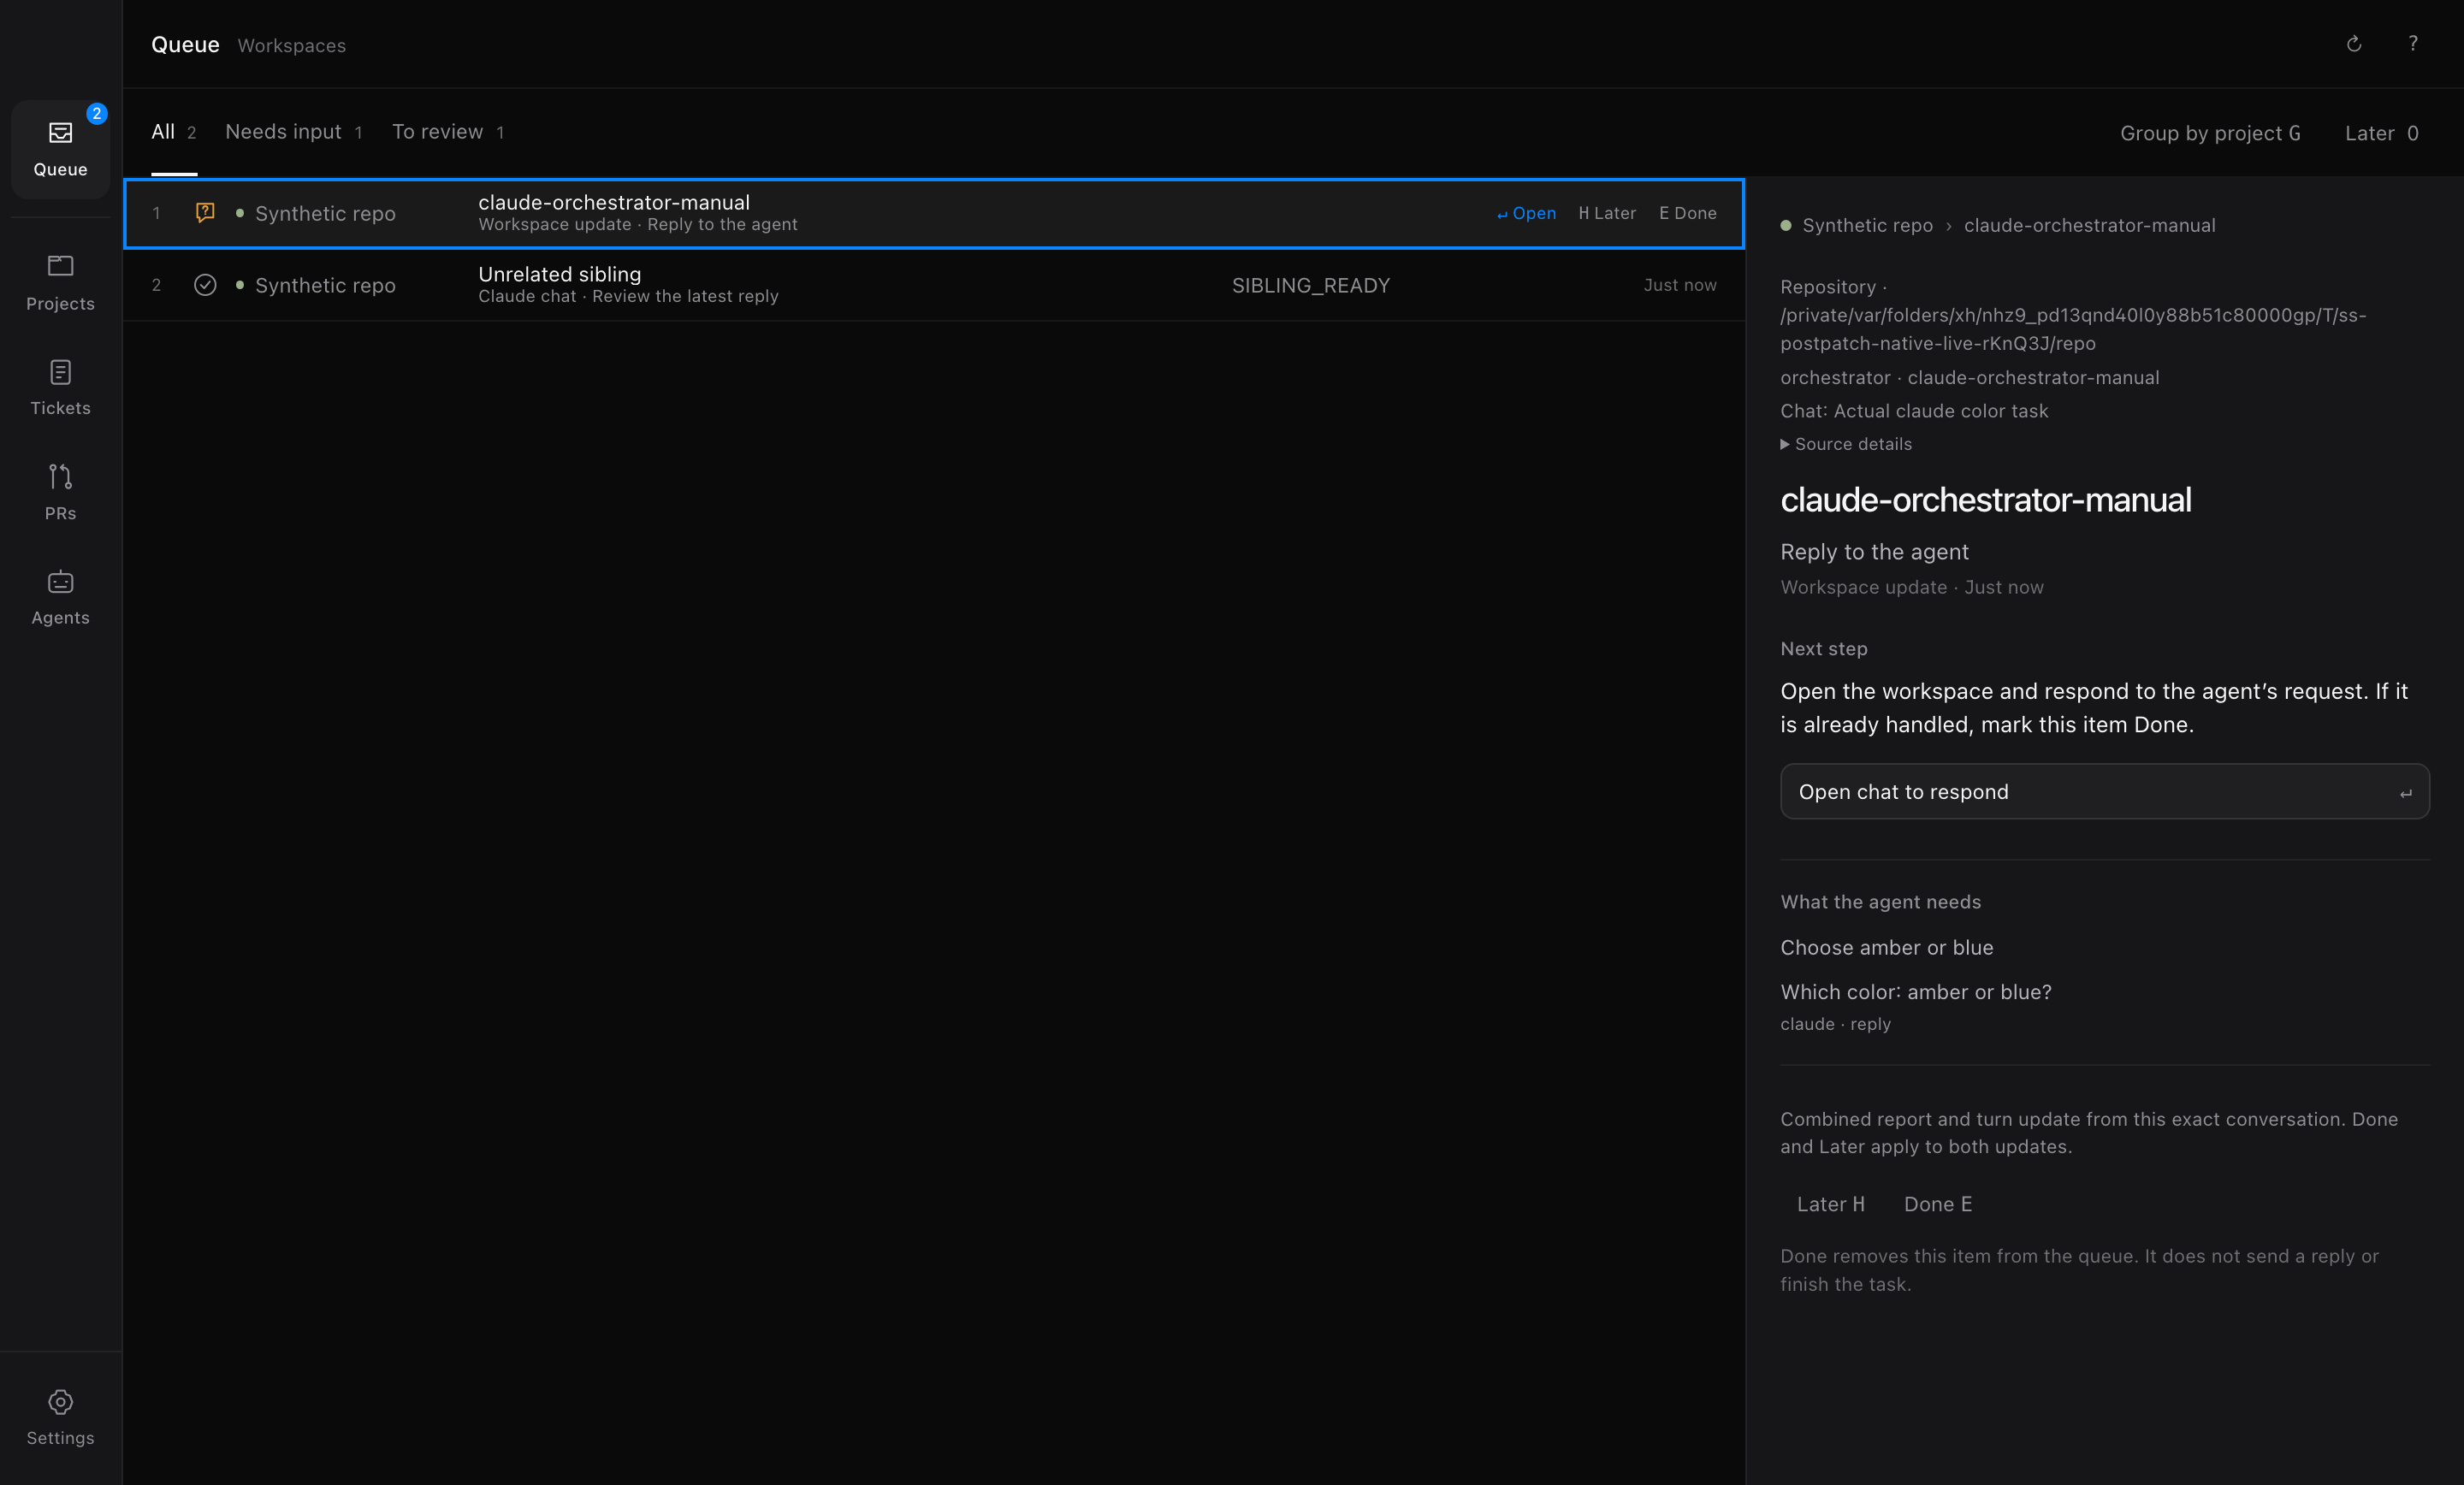 Queue Workspaces
?
2
Queue
Projects
Tickets
PRs
Agents
Settings
All 2 Needs input 1 To review 1
Group by project G Later 0
1 Synthetic repo claude-orchestrator-manual
Workspace update · Reply to the agent
↵ Open H Later E Done
2 Synthetic repo Unrelated sibling
Claude chat · Review the latest reply
SIBLING_READY Just now
Synthetic repo › claude-orchestrator-manual
Repository ·
/private/var/folders/xh/nhz9_pd13qnd40l0y88b51c80000gp/T/ss-
postpatch-native-live-rKnQ3J/repo
orchestrator · claude-orchestrator-manual
Chat: Actual claude color task
Source details
claude-orchestrator-manual
Reply to the agent
Workspace update · Just now
Next step
Open the workspace and respond to the agent’s request. If it
is already handled, mark this item Done.
Open chat to respond ↵
What the agent needs
Choose amber or blue
Which color: amber or blue?
claude · reply
Combined report and turn update from this exact conversation. Done
and Later apply to both updates.
Later H Done E
Done removes this item from the queue. It does not send a reply or
finish the task.